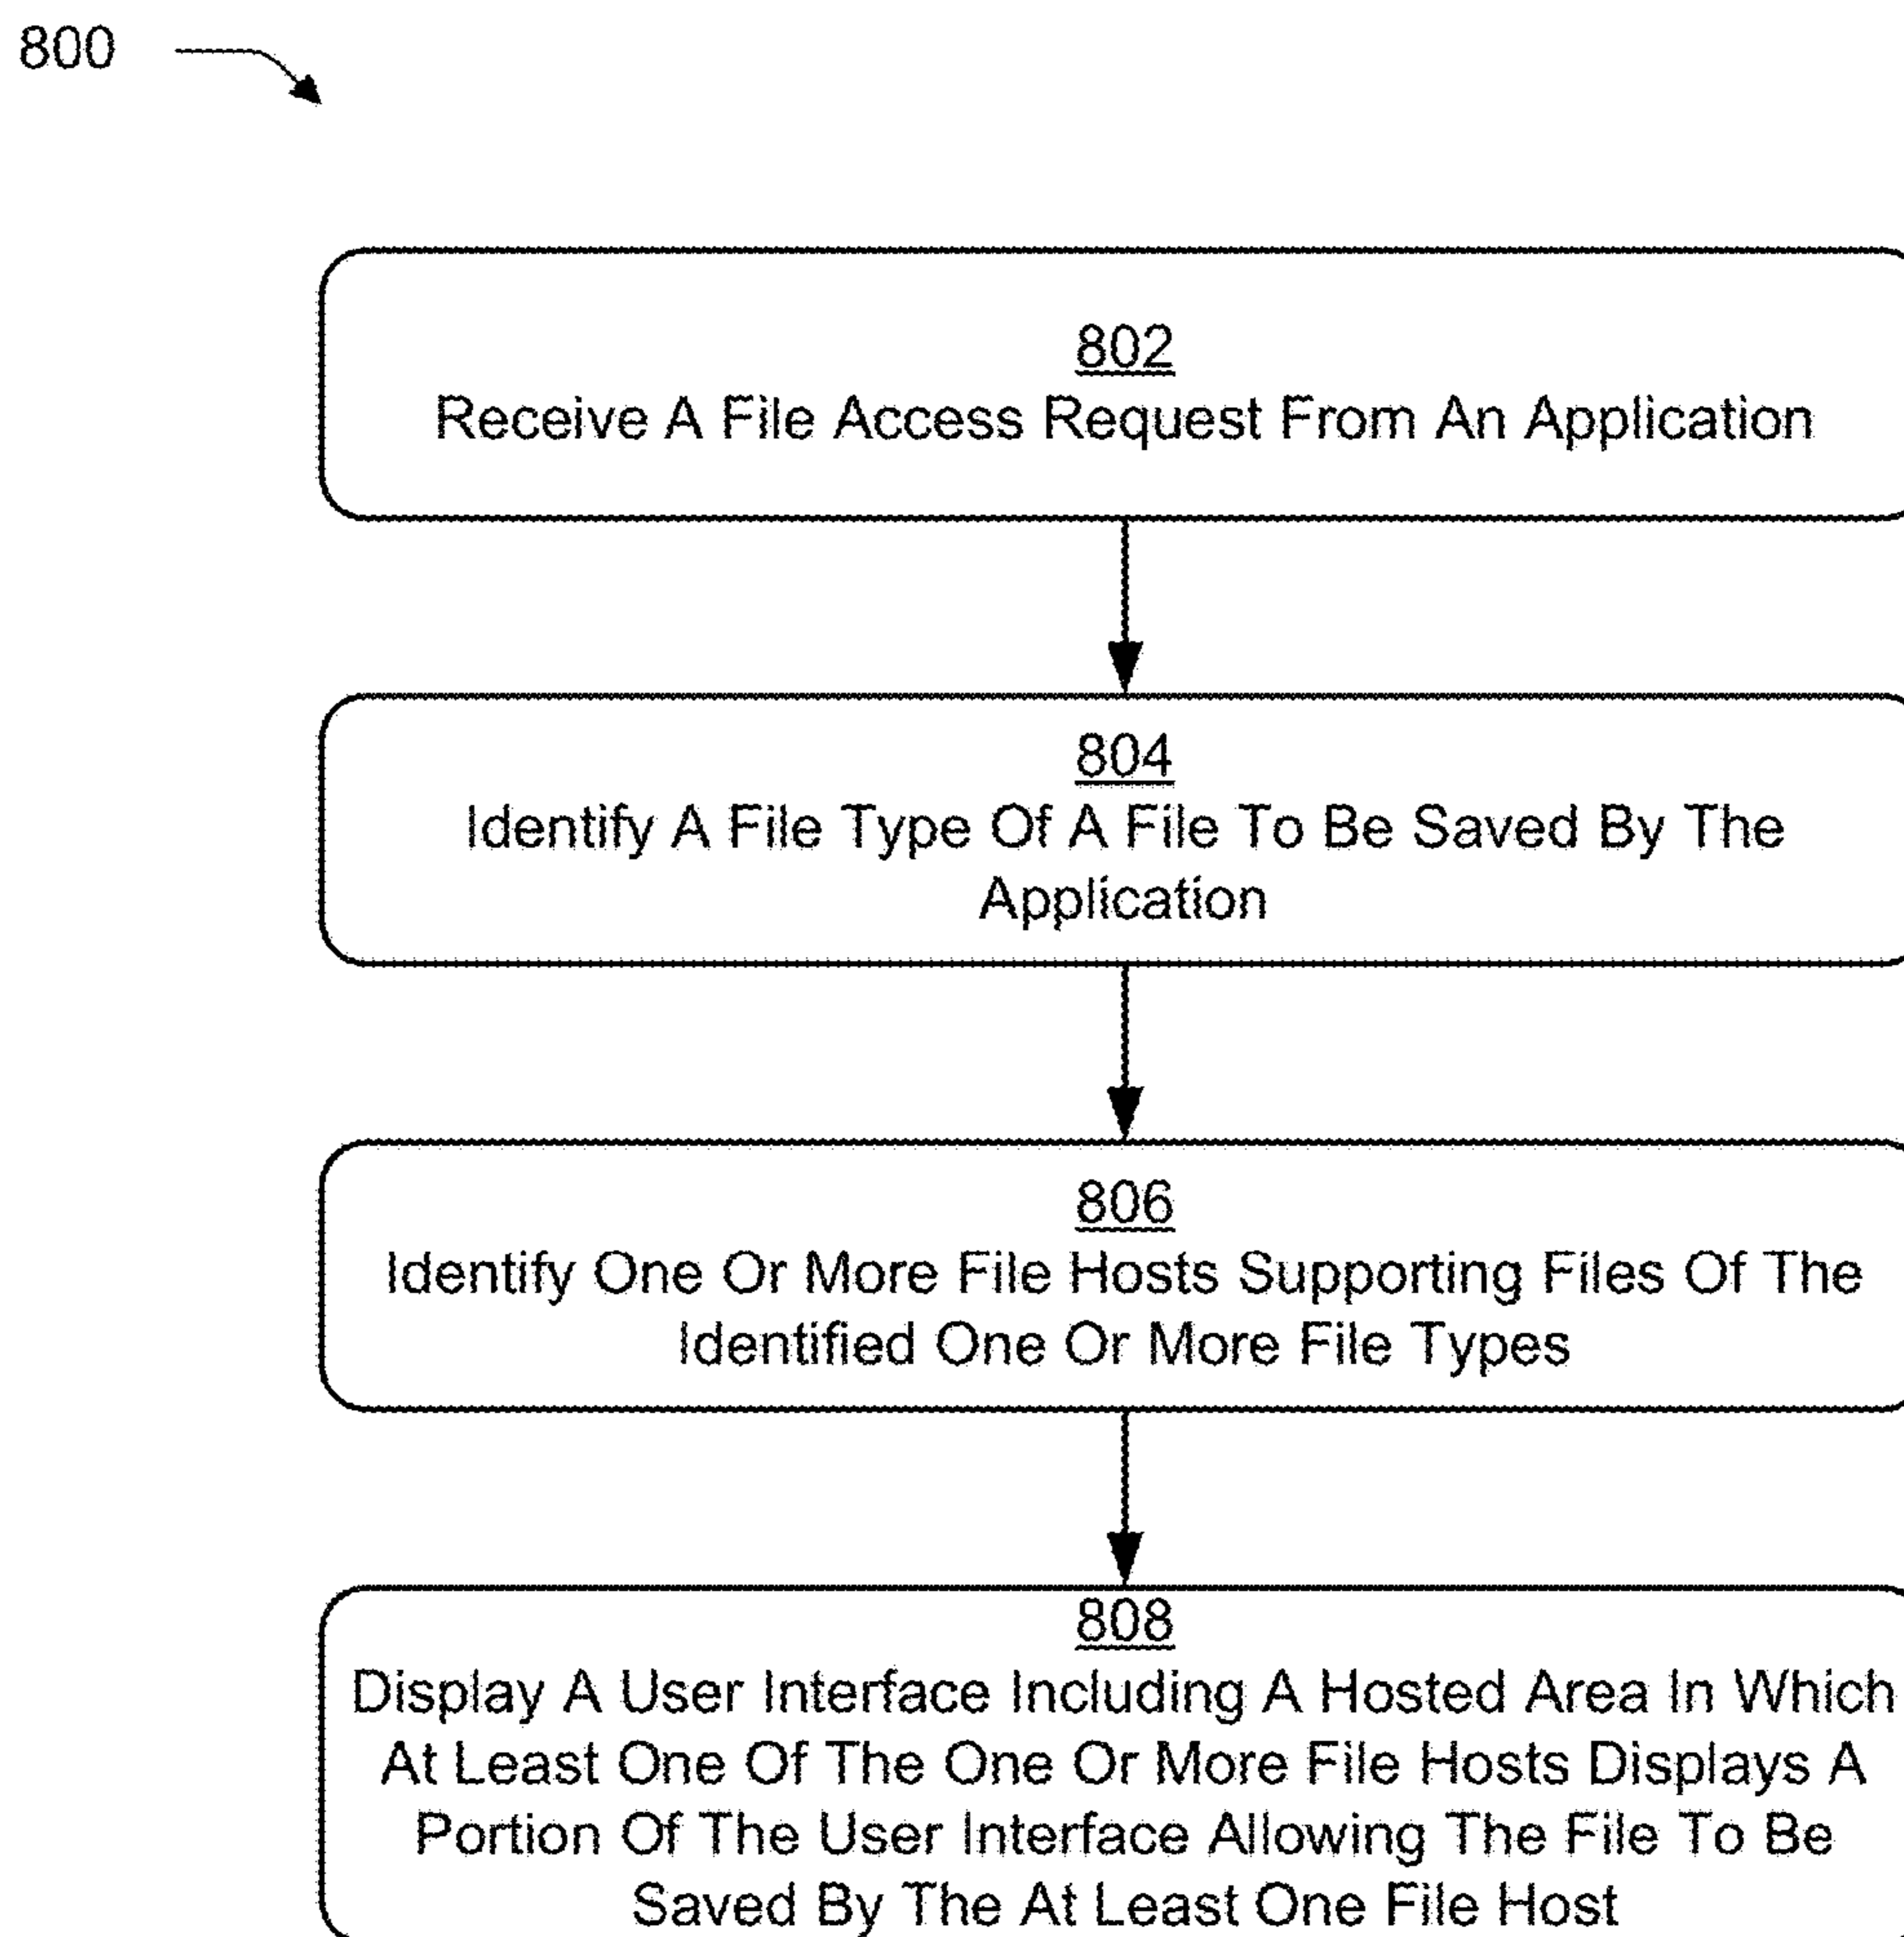 800
802
Receive A File Access Request From An Application
804
Identify A File Type Of A File To Be Saved By The
Application
806
Identify One Or More File Hosts Supporting Files Of The
Identified One Or More File Types
808
Display A User Interface Including A Hosted Area In Which
At Least One Of The One Or More File Hosts Displays A
Portion Of The User Interface Allowing The File To Be
Saved By The At Least One File Host